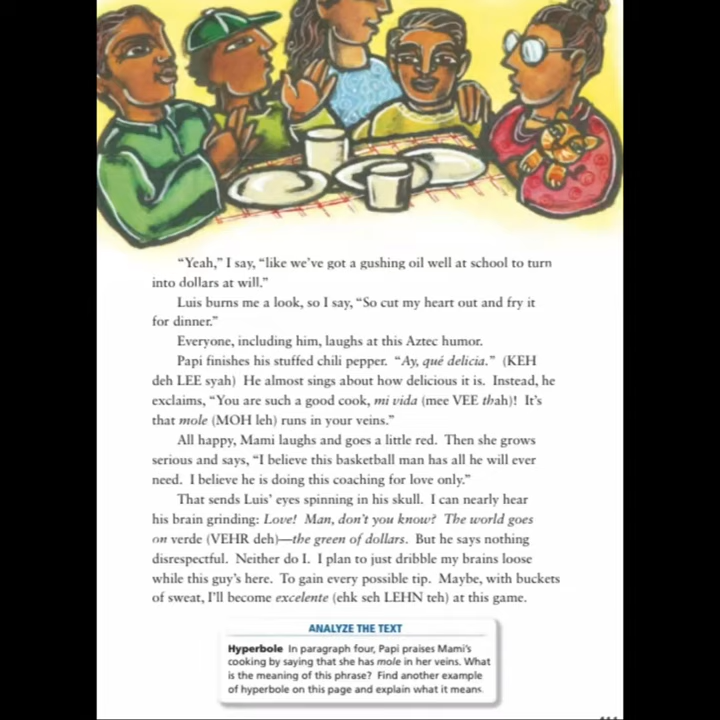 “Yeah,” I say, “like we’ve got a gushing oil well at school to turn
into dollars at will.”
Luis burns me a look, so I say, “So cut my heart out and fry it
for dinner.”
Everyone, including him, laughs at this Aztec humor.
Papi finishes his stuffed chili pepper. “Ay, qué delicia.” (KEH
deh LEE syah) He almost sings about how delicious it is. Instead, he
exclaims, “You are such a good cook, mi vida (mee VEE thah)! It’s
that mole (MOH leh) runs in your veins.”
All happy, Mami laughs and goes a little red. Then she grows
serious and says, “I believe this basketball man has all he will ever
need. I believe he is doing this coaching for love only.”
That sends Luis’ eyes spinning in his skull. I can nearly hear
his brain grinding: Love! Man, don’t you know? The world goes
on verde (VEHR deh)—the green of dollars. But he says nothing
disrespectful. Neither do I. I plan to just dribble my brains loose
while this guy’s here. To gain every possible tip. Maybe, with buckets
of sweat, I’ll become excelente (ehk seh LEHN teh) at this game.
ANALYZE THE TEXT
Hyperbole In paragraph four, Papi praises Mami’s
cooking by saying that she has mole in her veins. What
is the meaning of this phrase? Find another example
of hyperbole on this page and explain what it means.